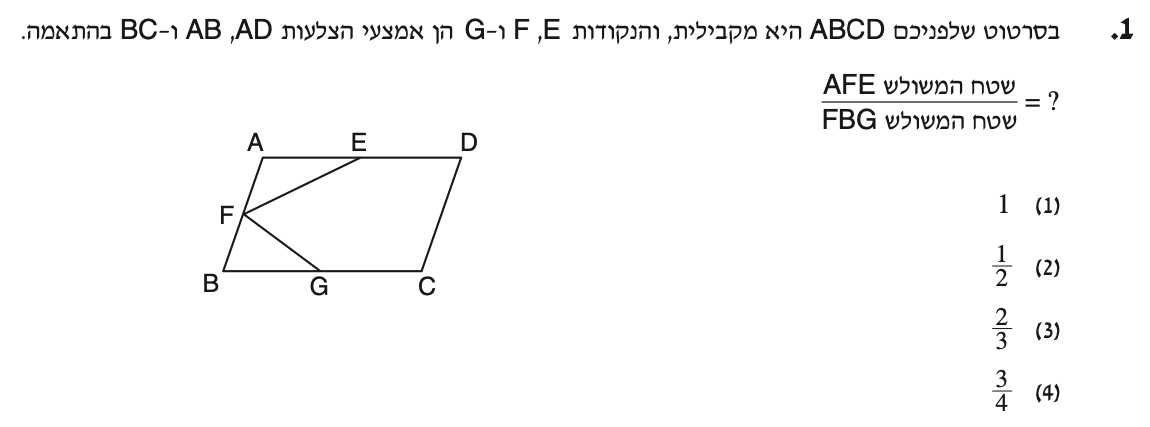 1. בסרטוט שלפניכם ABCD היא מקבילית, והנקודות E, F ו-G הן אמצעי הצלעות AD, AB ו-BC בהתאמה.
שטח המשולש AFE
שטח המשולש FBG
= ?
A E D
F
B G C
(1) 1
(2) 1/2
(3) 2/3
(4) 3/4